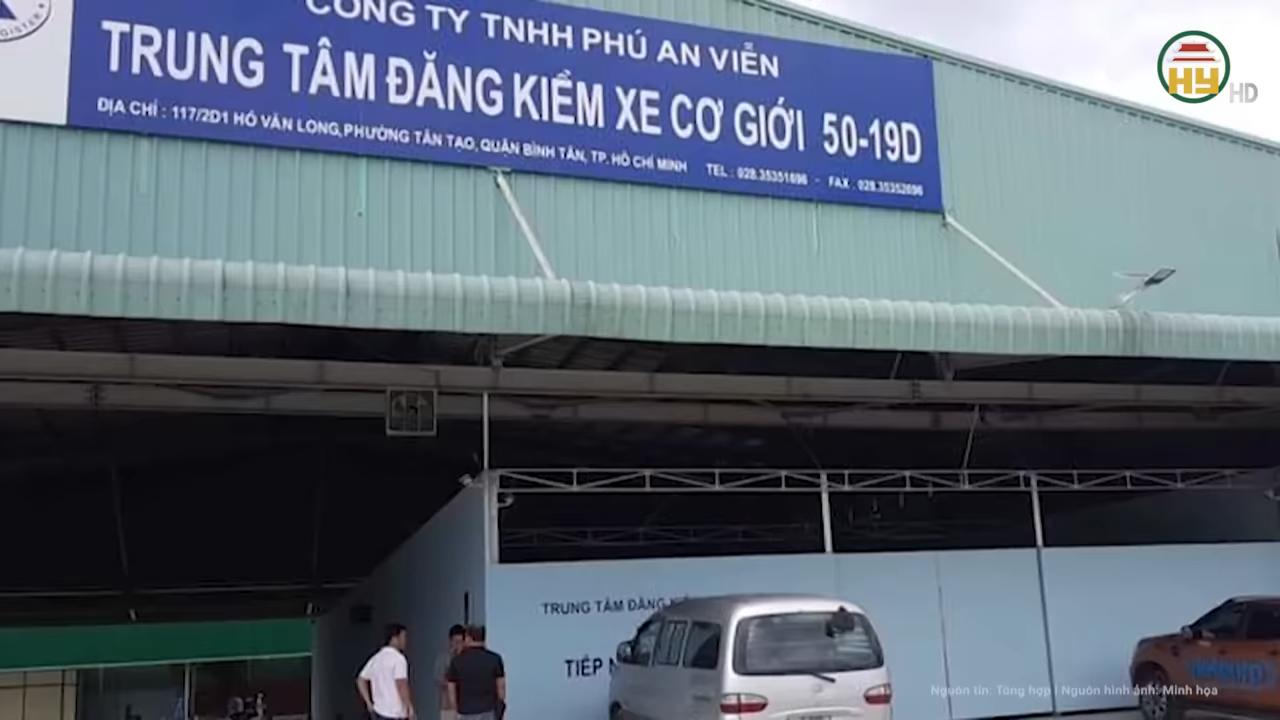 CÔNG TY TNHH PHÚ AN VIỄN
TRUNG TÂM ĐĂNG KIỂM XE CƠ GIỚI 50-19D
ĐỊA CHỈ : 117/2D1 HỒ VĂN LONG, PHƯỜNG TÂN TẠO, QUẬN BÌNH TÂN, TP. HỒ CHÍ MINH TEL : 028.35351696 - FAX : 028.35352696
HY HD
TRUNG TÂM ĐĂNG
TIẾP
Nguồn tin: Tổng hợp | Nguồn hình ảnh: Minh họa